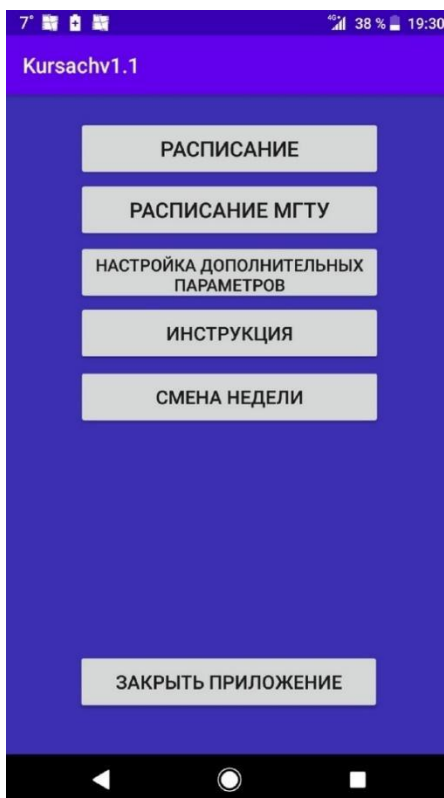 7° 4G 38 % 19:30
Kursachv1.1
РАСПИСАНИЕ
РАСПИСАНИЕ МГТУ
НАСТРОЙКА ДОПОЛНИТЕЛЬНЫХ
ПАРАМЕТРОВ
ИНСТРУКЦИЯ
СМЕНА НЕДЕЛИ
ЗАКРЫТЬ ПРИЛОЖЕНИЕ